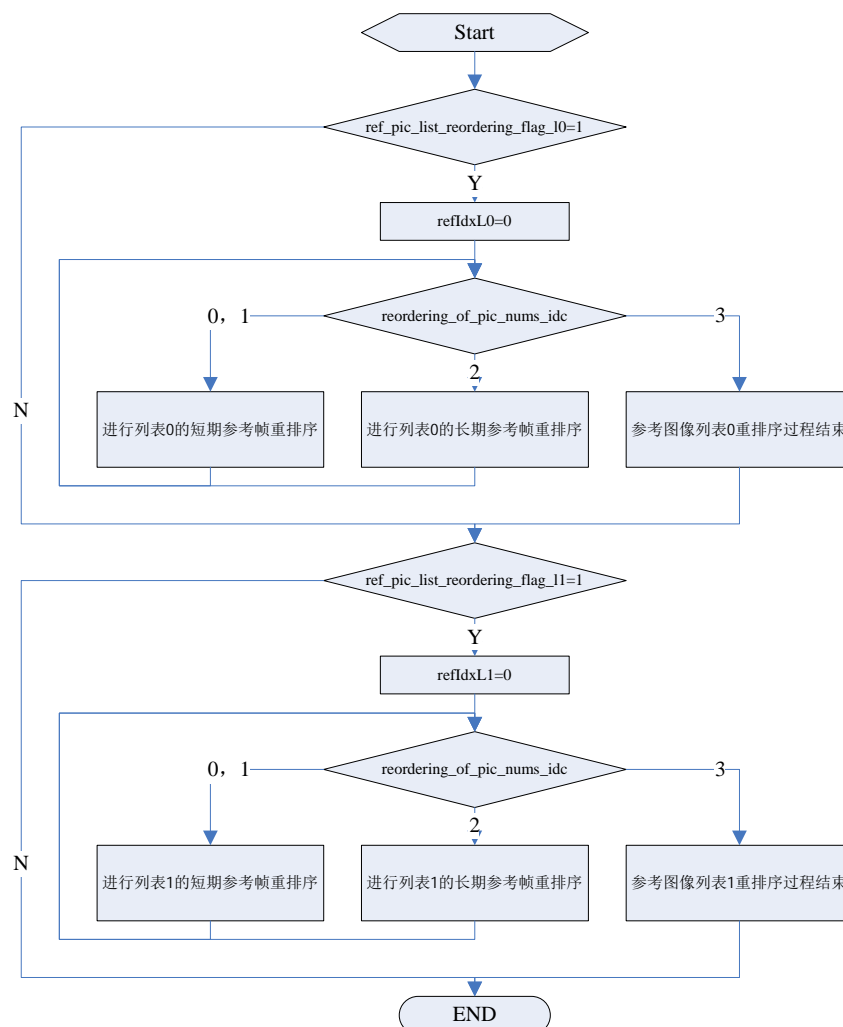 Start
ref_pic_list_reordering_flag_l0=1
Y
refIdxL0=0
reordering_of_pic_nums_idc
0，1
3
2
N
进行列表0的短期参考帧重排序
进行列表0的长期参考帧重排序
参考图像列表0重排序过程结束
ref_pic_list_reordering_flag_l1=1
Y
refIdxL1=0
reordering_of_pic_nums_idc
0，1
3
2
N
进行列表1的短期参考帧重排序
进行列表1的长期参考帧重排序
参考图像列表1重排序过程结束
END